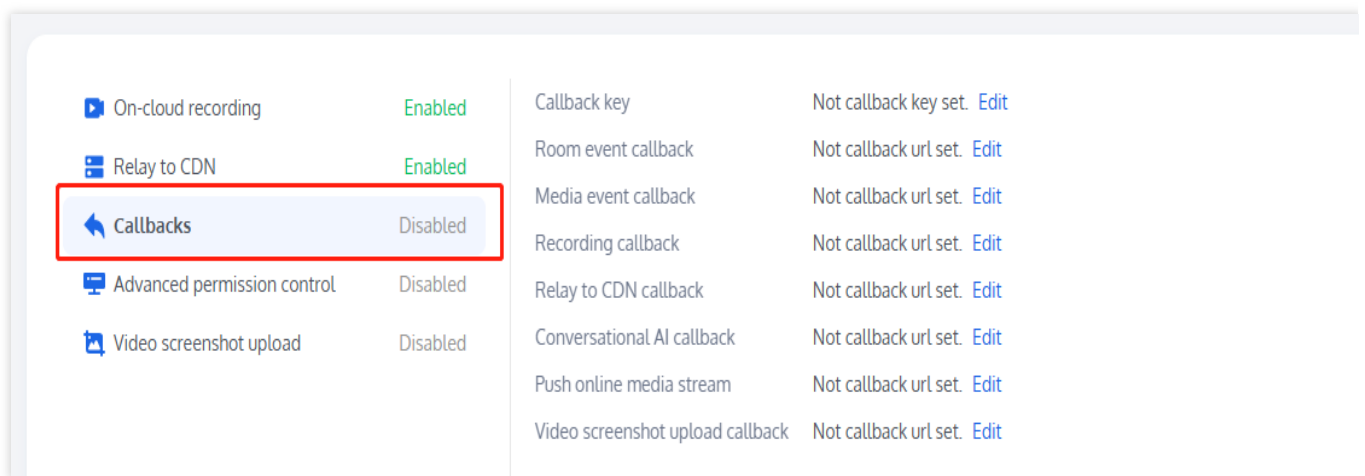 On-cloud recording Enabled
Relay to CDN Enabled
Callbacks Disabled
Advanced permission control Disabled
Video screenshot upload Disabled
Callback key Not callback key set. Edit
Room event callback Not callback url set. Edit
Media event callback Not callback url set. Edit
Recording callback Not callback url set. Edit
Relay to CDN callback Not callback url set. Edit
Conversational AI callback Not callback url set. Edit
Push online media stream Not callback url set. Edit
Video screenshot upload callback Not callback url set. Edit